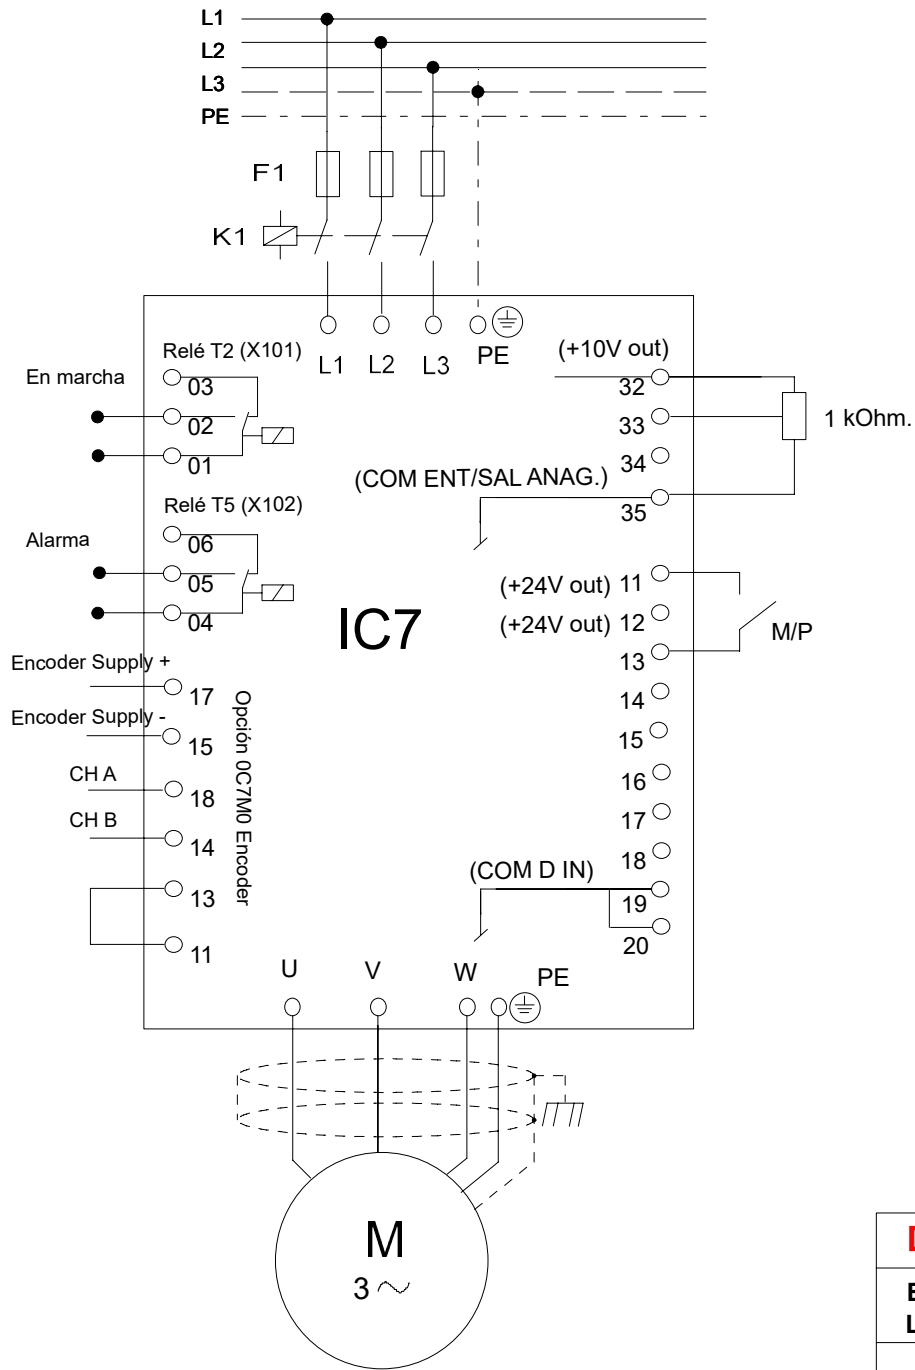 L1
L2
L3
PE
F1
K1
L1
L2
L3
PE
Relé T2 (X101)
03
En marcha
02
01
Relé T5 (X102)
06
Alarma
05
04
Encoder Supply +
17
Encoder Supply -
15
CH A
18
CH B
14
13
11
Opción 0C7M0 Encoder
IC7
(+10V out)
32
33
1 kOhm.
34
(COM ENT/SAL ANAG.)
35
(+24V out) 11
(+24V out) 12
M/P
13
14
15
16
17
18
(COM D IN)
19
20
U
V
W
PE
M
3